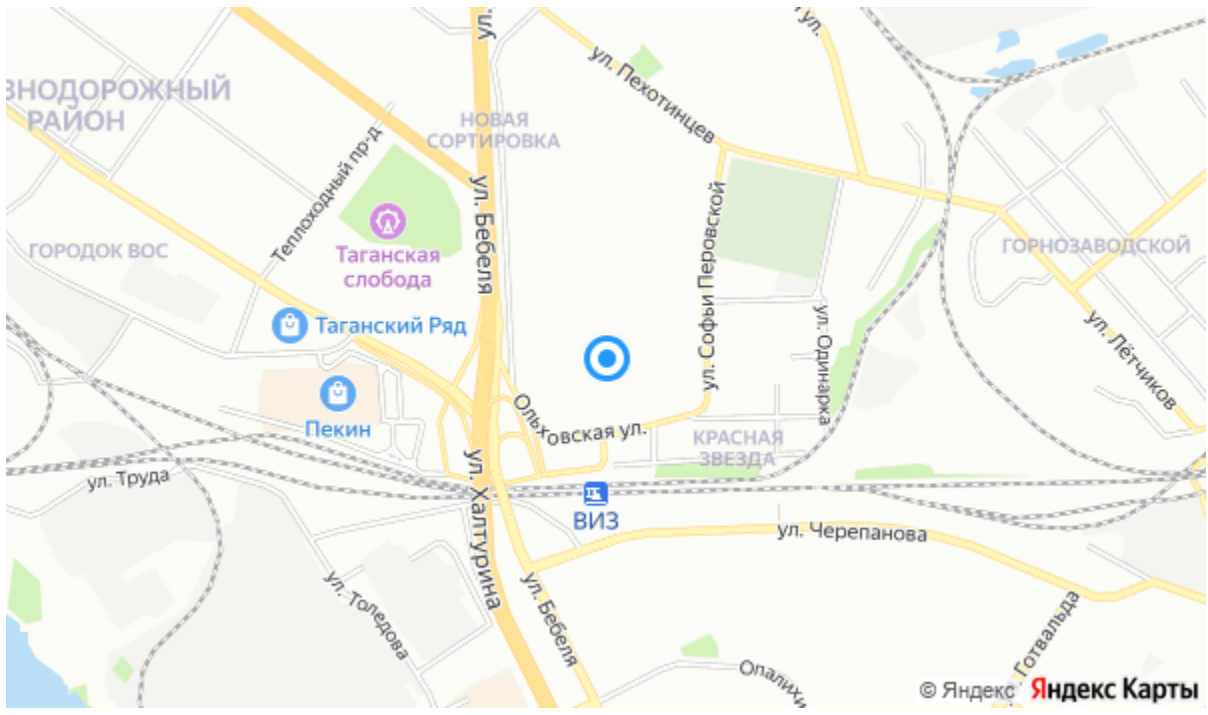 ул.
ул.
ул. Пехотинцев
ЗНОДОРОЖНЫЙ
РАЙОН
НОВАЯ
СОРТИРОВКА
Теплоходный пр-д
ул. Бебеля
ул. Софьи Перовской
ГОРОДОК ВОС
Таганская
слобода
ГОРНОЗАВОДСКОЙ
Таганский Ряд
ул. Одинарка
ул. Лётчиков
Пекин
Ольховская ул.
КРАСНАЯ
ЗВЕЗДА
ул. Труда
ул. Халтурина
ВИЗ
ул. Черепанова
ул. Толедова
ул. Бебеля
ул. Готвальда
Опалихи
© Яндекс Яндекс Карты